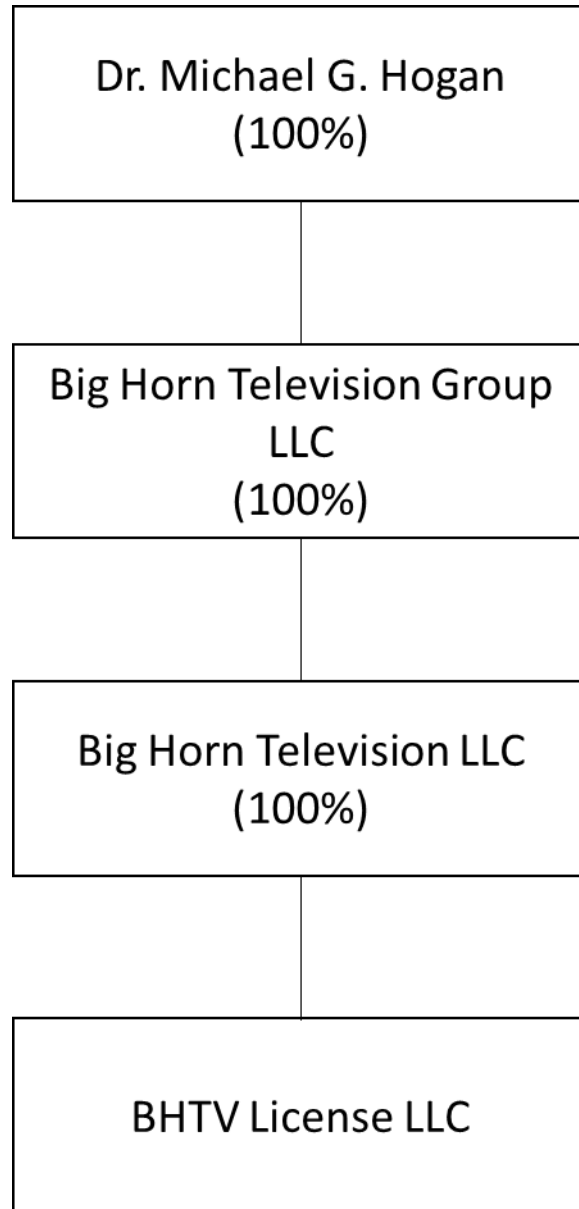 Dr. Michael G. Hogan
(100%)
Big Horn Television Group
LLC
(100%)
Big Horn Television LLC
(100%)
BHTV License LLC